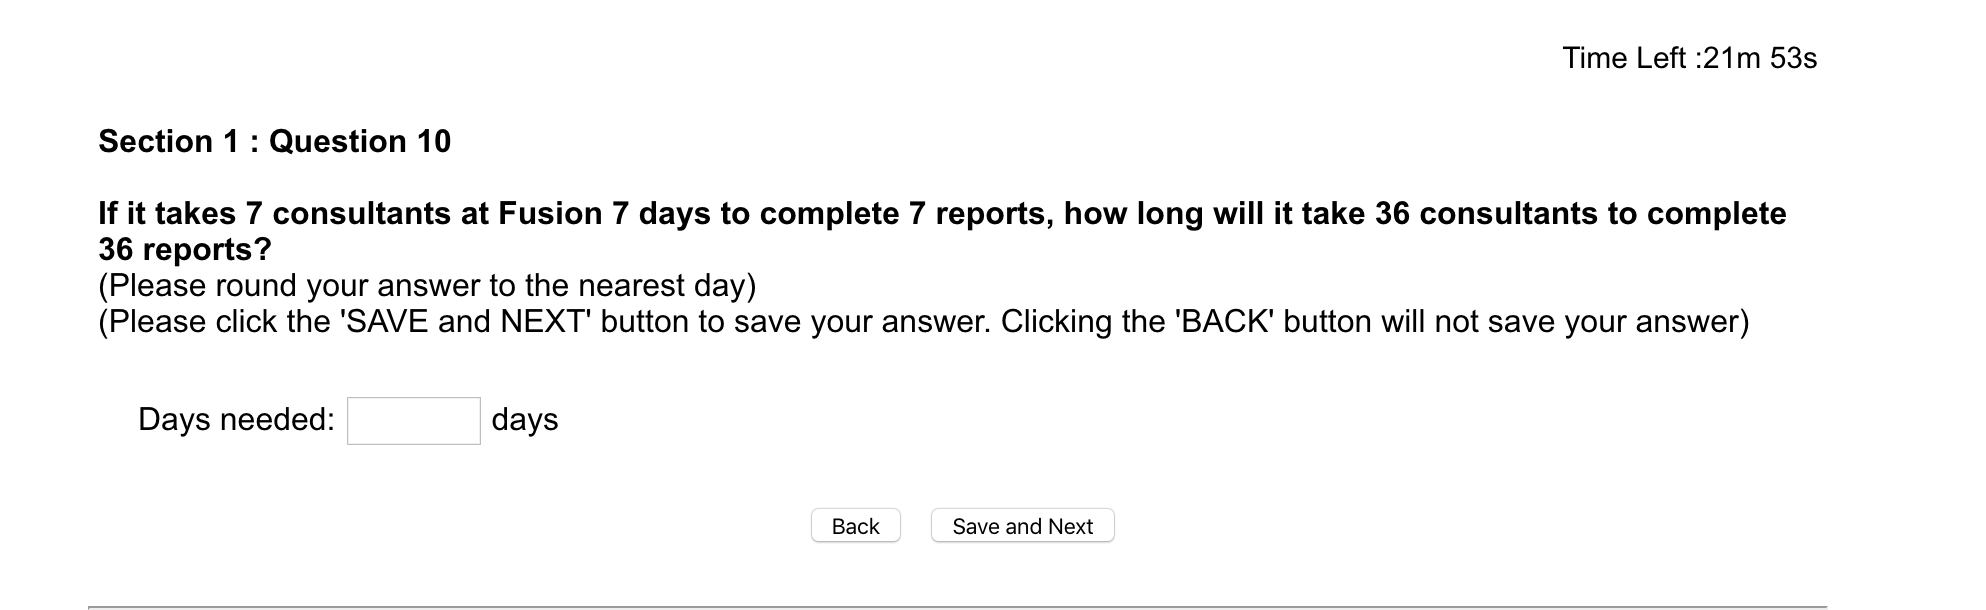 Time Left :21m 53s
Section 1 : Question 10
If it takes 7 consultants at Fusion 7 days to complete 7 reports, how long will it take 36 consultants to complete
36 reports?
(Please round your answer to the nearest day)
(Please click the 'SAVE and NEXT' button to save your answer. Clicking the 'BACK' button will not save your answer)
Days needed: days
Back Save and Next